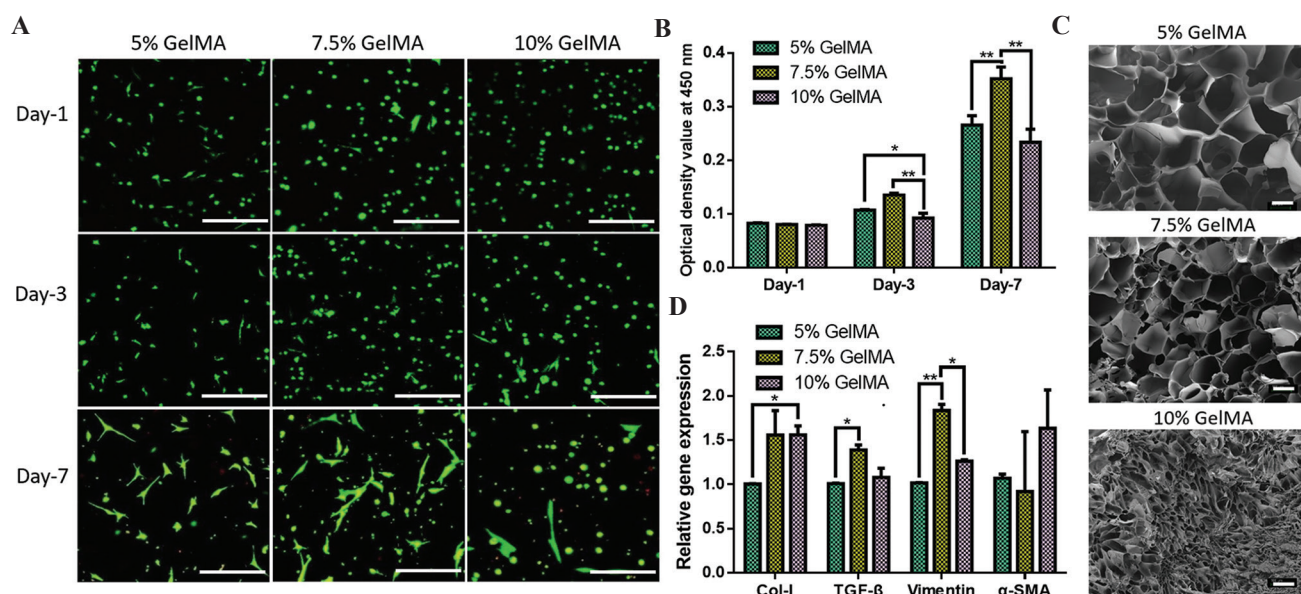 A
5% GelMA 7.5% GelMA 10% GelMA
Day-1
Day-3
Day-7
B
Optical density value at 450 nm
0.4
0.3
0.2
0.1
0.0
5% GelMA
7.5% GelMA
10% GelMA
*
**
**
**
Day-1 Day-3 Day-7
C
5% GelMA
7.5% GelMA
10% GelMA
D
Relative gene expression
2.5
2.0
1.5
1.0
0.5
0.0
5% GelMA
7.5% GelMA
10% GelMA
*
*
**
*
Col-I TGF-β Vimentin α-SMA